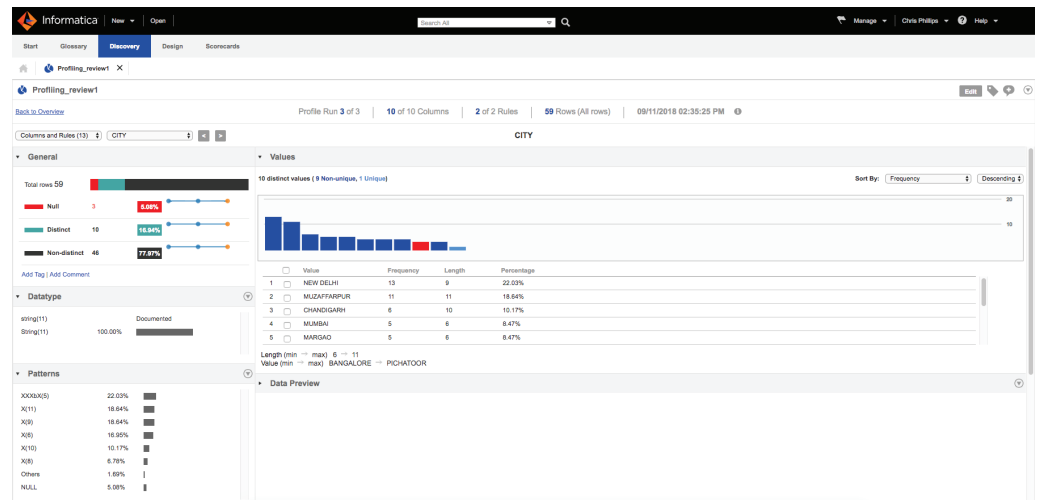 Informatica New Open Search All Manage Chris Phillips Help
Start Glossary Discovery Design Scorecards
Profiling_review1 X
Profiling_review1 Edit
Back to Overview Profile Run 3 of 3 10 of 10 Columns 2 of 2 Rules 59 Rows (All rows) 09/11/2018 02:35:25 PM
Columns and Rules (13) CITY < > CITY
General
Total rows 59
Null 3 5.08%
Distinct 10 16.94%
Non-distinct 46 77.97%
Add Tag | Add Comment
Datatype
string(11) Documented
String(11) 100.00%
Patterns
XXXbX(5) 22.03%
X(11) 18.64%
X(9) 18.64%
X(6) 16.95%
X(10) 10.17%
X(8) 6.78%
Others 1.69%
NULL 5.08%
Values
10 distinct values ( 9 Non-unique, 1 Unique) Sort By: Frequency Descending
20
10
Value Frequency Length Percentage
1 NEW DELHI 13 9 22.03%
2 MUZAFFARPUR 11 11 18.64%
3 CHANDIGARH 6 10 10.17%
4 MUMBAI 5 6 8.47%
5 MARGAO 5 6 8.47%
Length (min → max) 6 → 11
Value (min → max) BANGALORE → PICHATOOR
Data Preview